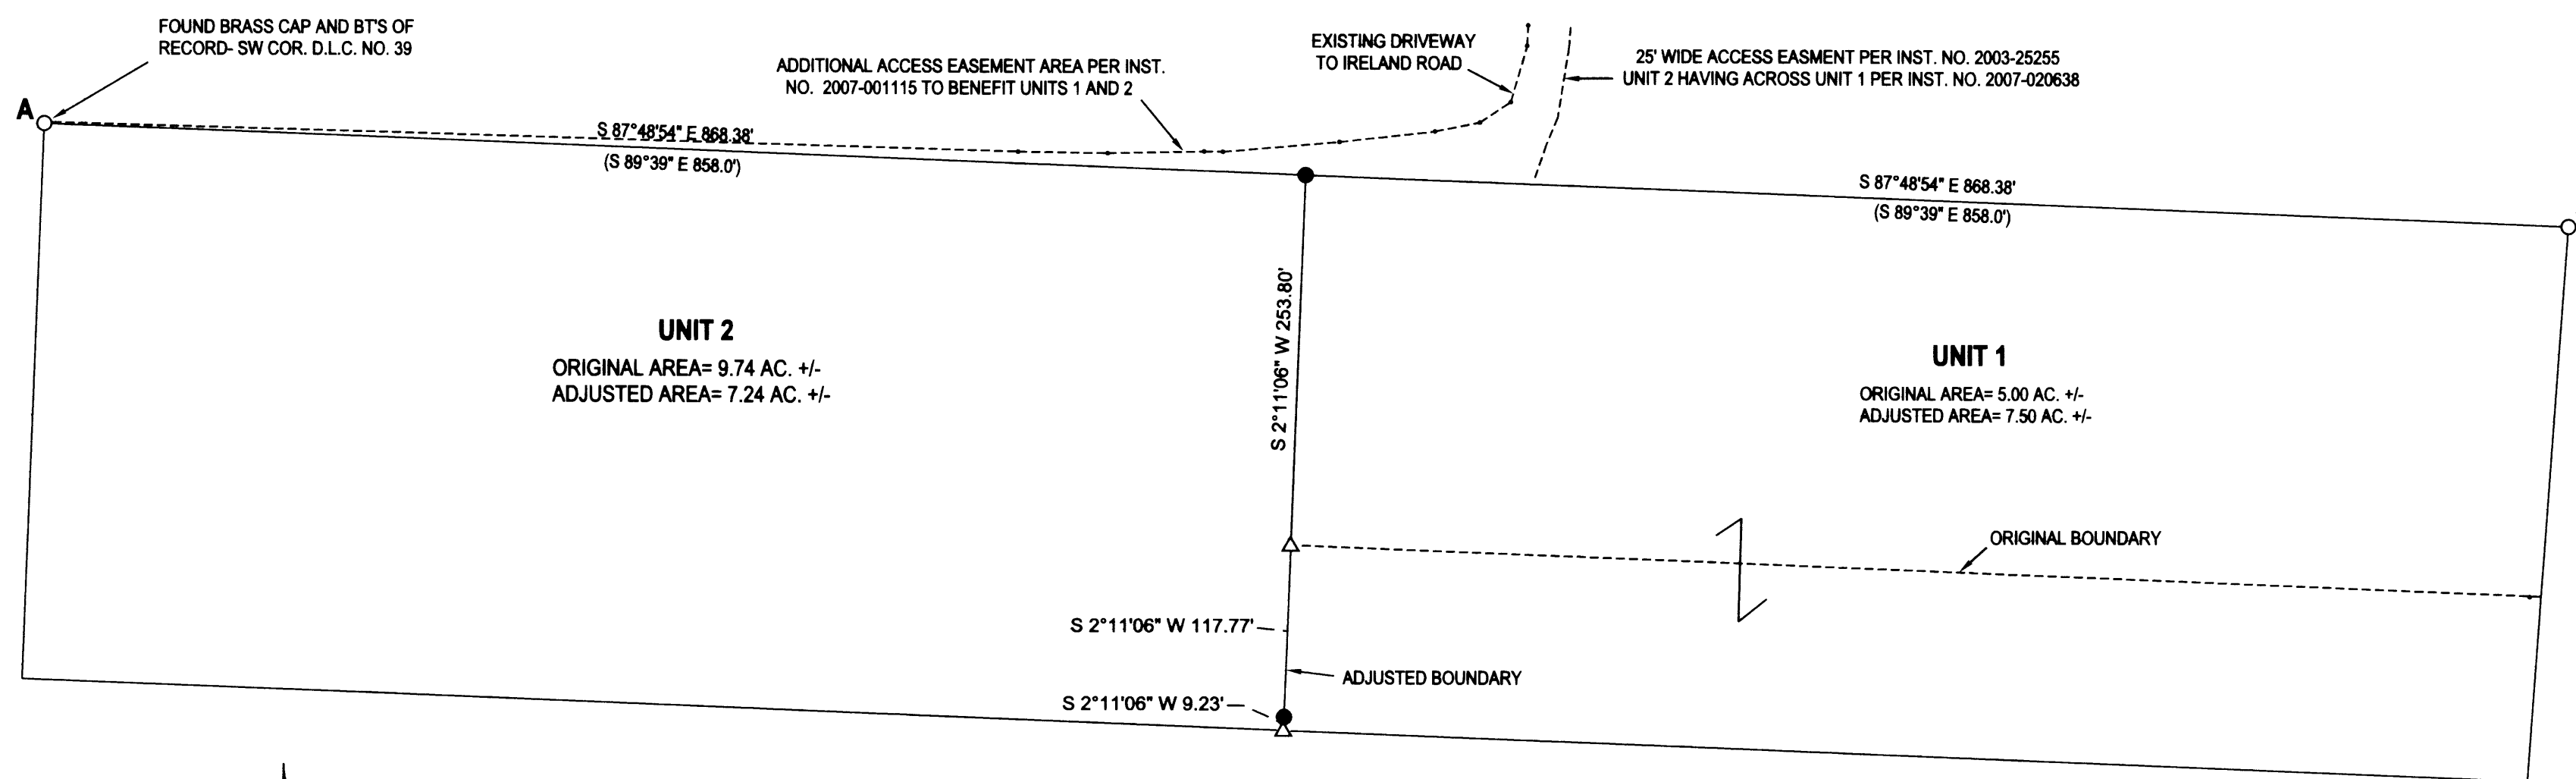 FOUND BRASS CAP AND BT'S OF
RECORD- SW COR. D.L.C. NO. 39
A
ADDITIONAL ACCESS EASEMENT AREA PER INST.
NO. 2007-001115 TO BENEFIT UNITS 1 AND 2
EXISTING DRIVEWAY
TO IRELAND ROAD
25' WIDE ACCESS EASMENT PER INST. NO. 2003-25255
UNIT 2 HAVING ACROSS UNIT 1 PER INST. NO. 2007-020638
S 87°48'54" E 868.38'
(S 89°39" E 858.0')
S 87°48'54" E 868.38'
(S 89°39" E 858.0')
S 2°11'06" W 253.80'
UNIT 2
ORIGINAL AREA= 9.74 AC. +/-
ADJUSTED AREA= 7.24 AC. +/-
UNIT 1
ORIGINAL AREA= 5.00 AC. +/-
ADJUSTED AREA= 7.50 AC. +/-
ORIGINAL BOUNDARY
S 2°11'06" W 117.77'
ADJUSTED BOUNDARY
S 2°11'06" W 9.23'